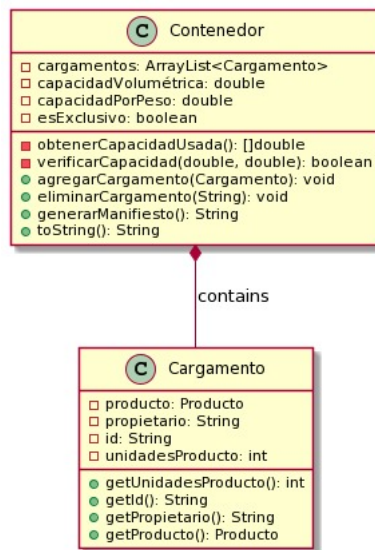 C Contenedor
cargamentos: ArrayList<Cargamento>
capacidadVolumétrica: double
capacidadPorPeso: double
esExclusivo: boolean
obtenerCapacidadUsada(): []double
verificarCapacidad(double, double): boolean
agregarCargamento(Cargamento): void
eliminarCargamento(String): void
generarManifiesto(): String
toString(): String
contains
C Cargamento
producto: Producto
propietario: String
id: String
unidadesProducto: int
getUnidadesProducto(): int
getId(): String
getPropietario(): String
getProducto(): Producto